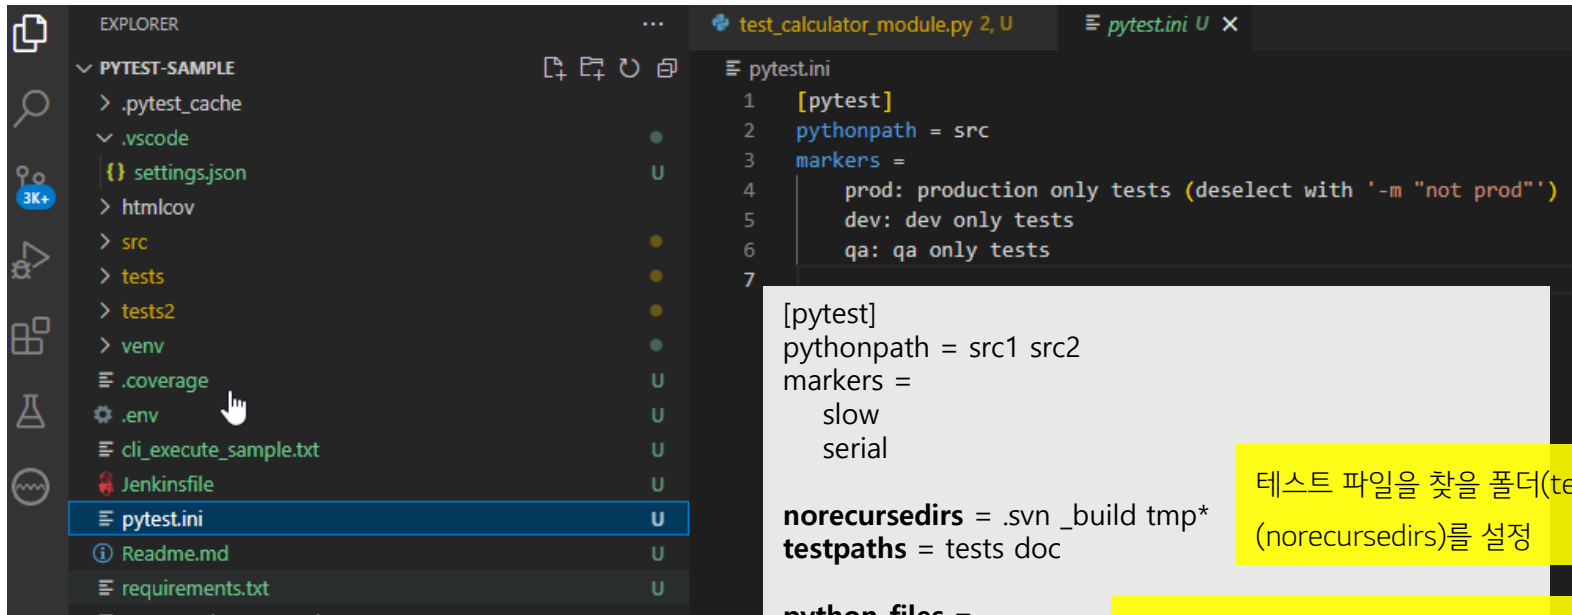 EXPLORER
PYTEST-SAMPLE
.pytest_cache
.vscode
{} settings.json U
htmlcov
src
tests
tests2
venv
.coverage U
.env U
cli_execute_sample.txt U
Jenkinsfile U
pytest.ini U
Readme.md U
requirements.txt U
3K+
test_calculator_module.py 2, U
pytest.ini U
pytest.ini
1 [pytest]
2 pythonpath = src
3 markers =
4 prod: production only tests (deselect with '-m "not prod"')
5 dev: dev only tests
6 qa: qa only tests
7
[pytest]
pythonpath = src1 src2
markers =
slow
serial
norecursedirs = .svn _build tmp*
testpaths = tests doc
테스트 파일을 찾을 폴더(te
(norecursedirs)를 설정